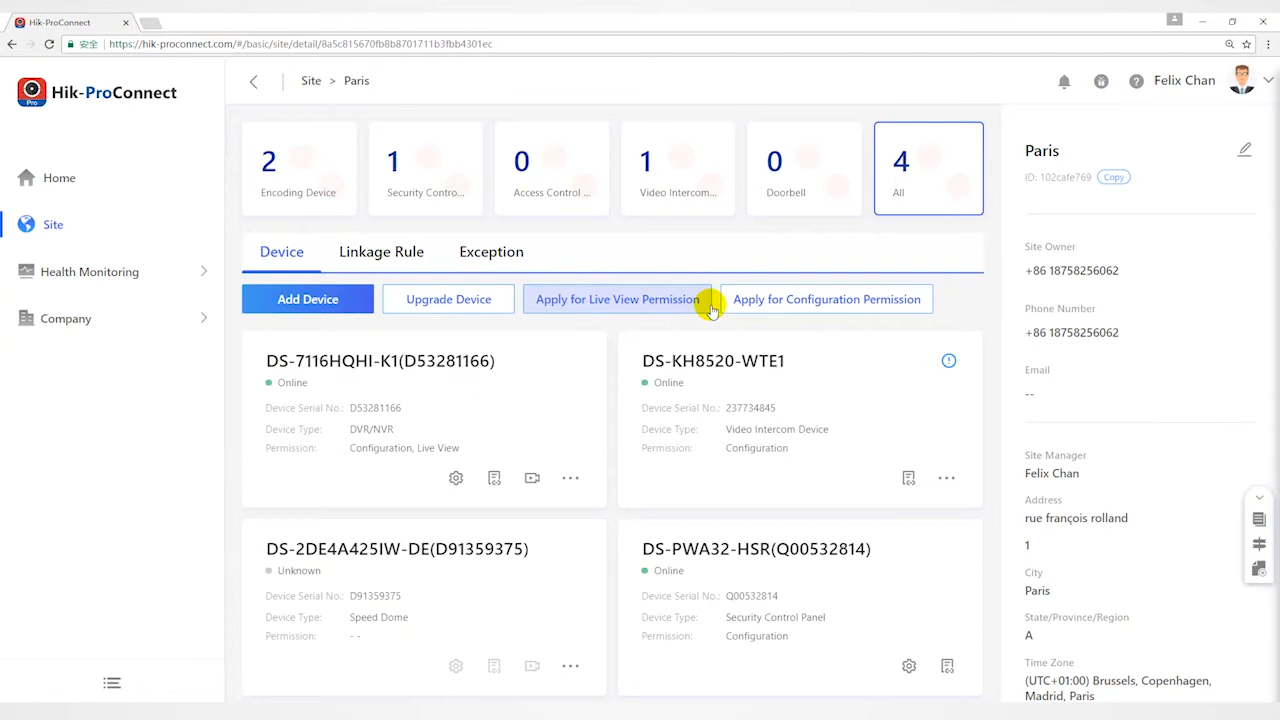 Hik-ProConnect
安全 https://hik-proconnect.com/#/basic/site/detail/8a5c815670fb8b8701711b3fbb4301ec
Pro
Hik-ProConnect
Site > Paris
Felix Chan
Home
Site
Health Monitoring
Company
2
Encoding Device
1
Security Contro...
0
Access Control ...
1
Video Intercom...
0
Doorbell
4
All
Device Linkage Rule Exception
Add Device Upgrade Device Apply for Live View Permission Apply for Configuration Permission
DS-7116HQHI-K1(D53281166)
Online
Device Serial No.: D53281166
Device Type: DVR/NVR
Permission: Configuration, Live View
DS-KH8520-WTE1
Online
Device Serial No.: 237734845
Device Type: Video Intercom Device
Permission: Configuration
DS-2DE4A425IW-DE(D91359375)
Unknown
Device Serial No.: D91359375
Device Type: Speed Dome
Permission: - -
DS-PWA32-HSR(Q00532814)
Online
Device Serial No.: Q00532814
Device Type: Security Control Panel
Permission: Configuration
Paris
ID: 102cafe769 Copy
Site Owner
+86 18758256062
Phone Number
+86 18758256062
Email
--
Site Manager
Felix Chan
Address
rue françois rolland
1
City
Paris
State/Province/Region
A
Time Zone
(UTC+01:00) Brussels, Copenhagen,
Madrid, Paris